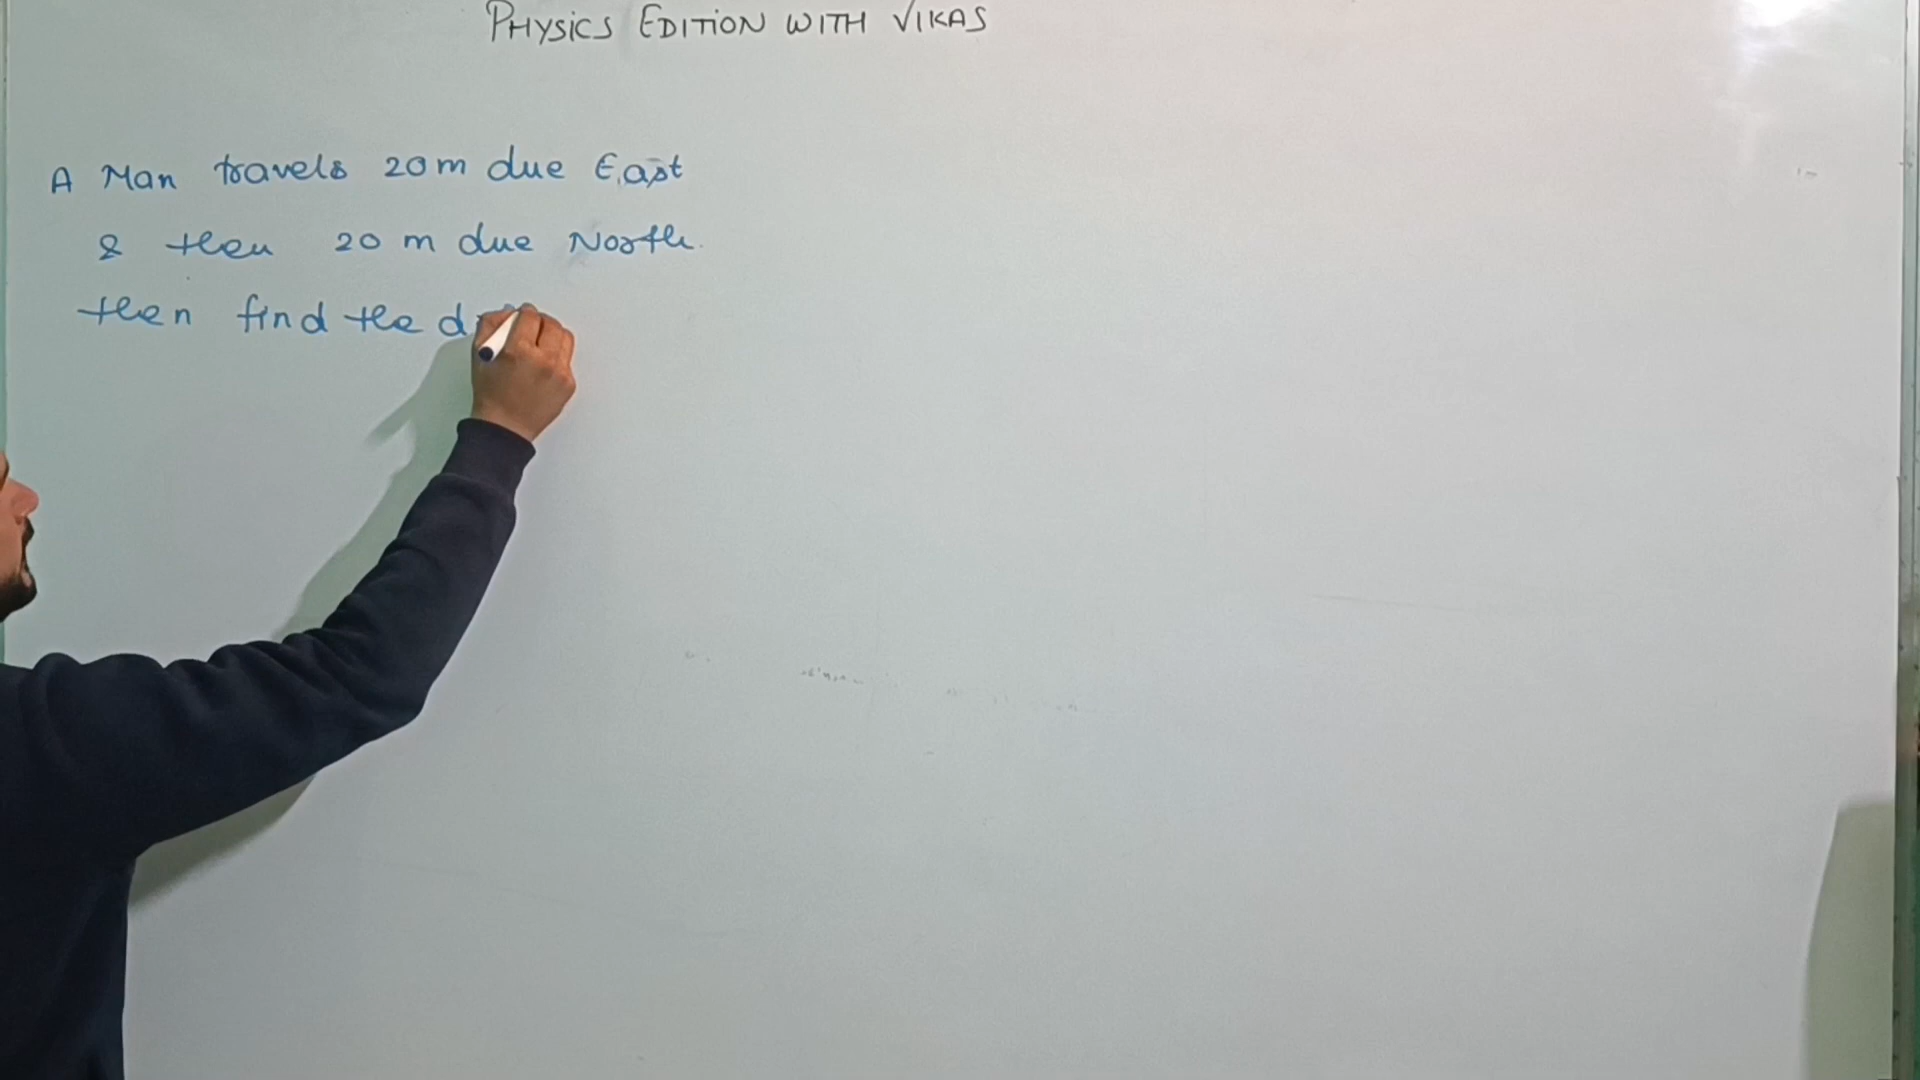 PHYSICS EDITION WITH VIKAS
A Man travels 20m due East
& then 20 m due North.
then find the